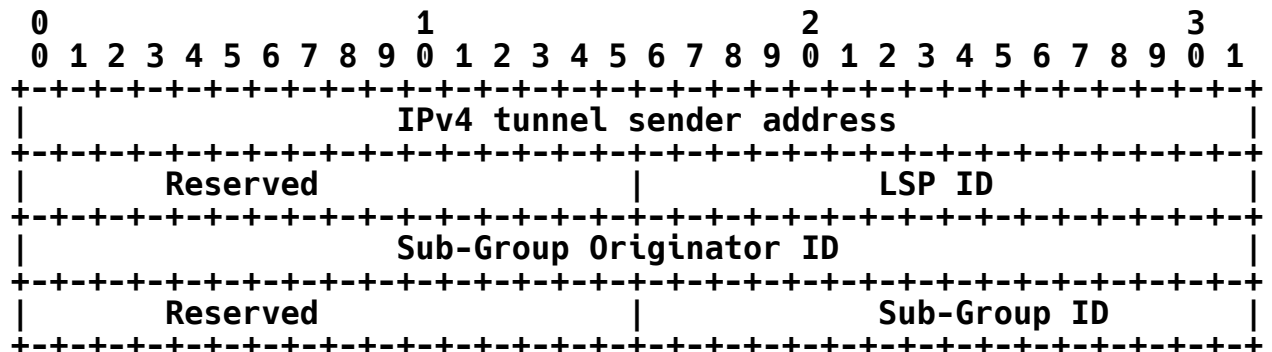 0                   1                   2                   3
 0 1 2 3 4 5 6 7 8 9 0 1 2 3 4 5 6 7 8 9 0 1 2 3 4 5 6 7 8 9 0 1
+-+-+-+-+-+-+-+-+-+-+-+-+-+-+-+-+-+-+-+-+-+-+-+-+-+-+-+-+-+-+-+-+
|                   IPv4 tunnel sender address                  |
+-+-+-+-+-+-+-+-+-+-+-+-+-+-+-+-+-+-+-+-+-+-+-+-+-+-+-+-+-+-+-+-+
|       Reserved                |            LSP ID             |
+-+-+-+-+-+-+-+-+-+-+-+-+-+-+-+-+-+-+-+-+-+-+-+-+-+-+-+-+-+-+-+-+
|                   Sub-Group Originator ID                     |
+-+-+-+-+-+-+-+-+-+-+-+-+-+-+-+-+-+-+-+-+-+-+-+-+-+-+-+-+-+-+-+-+
|       Reserved                |            Sub-Group ID       |
+-+-+-+-+-+-+-+-+-+-+-+-+-+-+-+-+-+-+-+-+-+-+-+-+-+-+-+-+-+-+-+-+